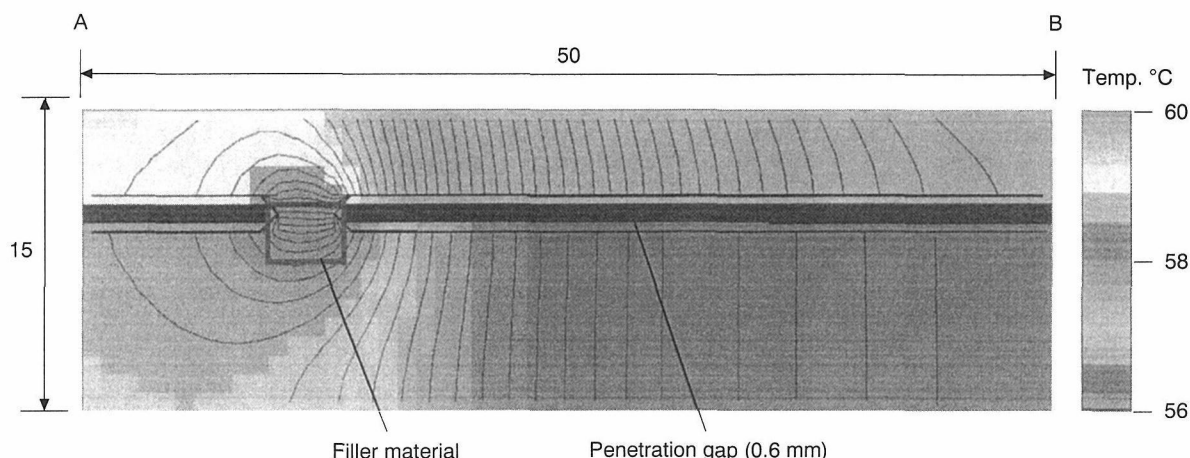 A
B
50
Temp. °C
60
15
58
56
Filler material
Penetration gap (0.6 mm)